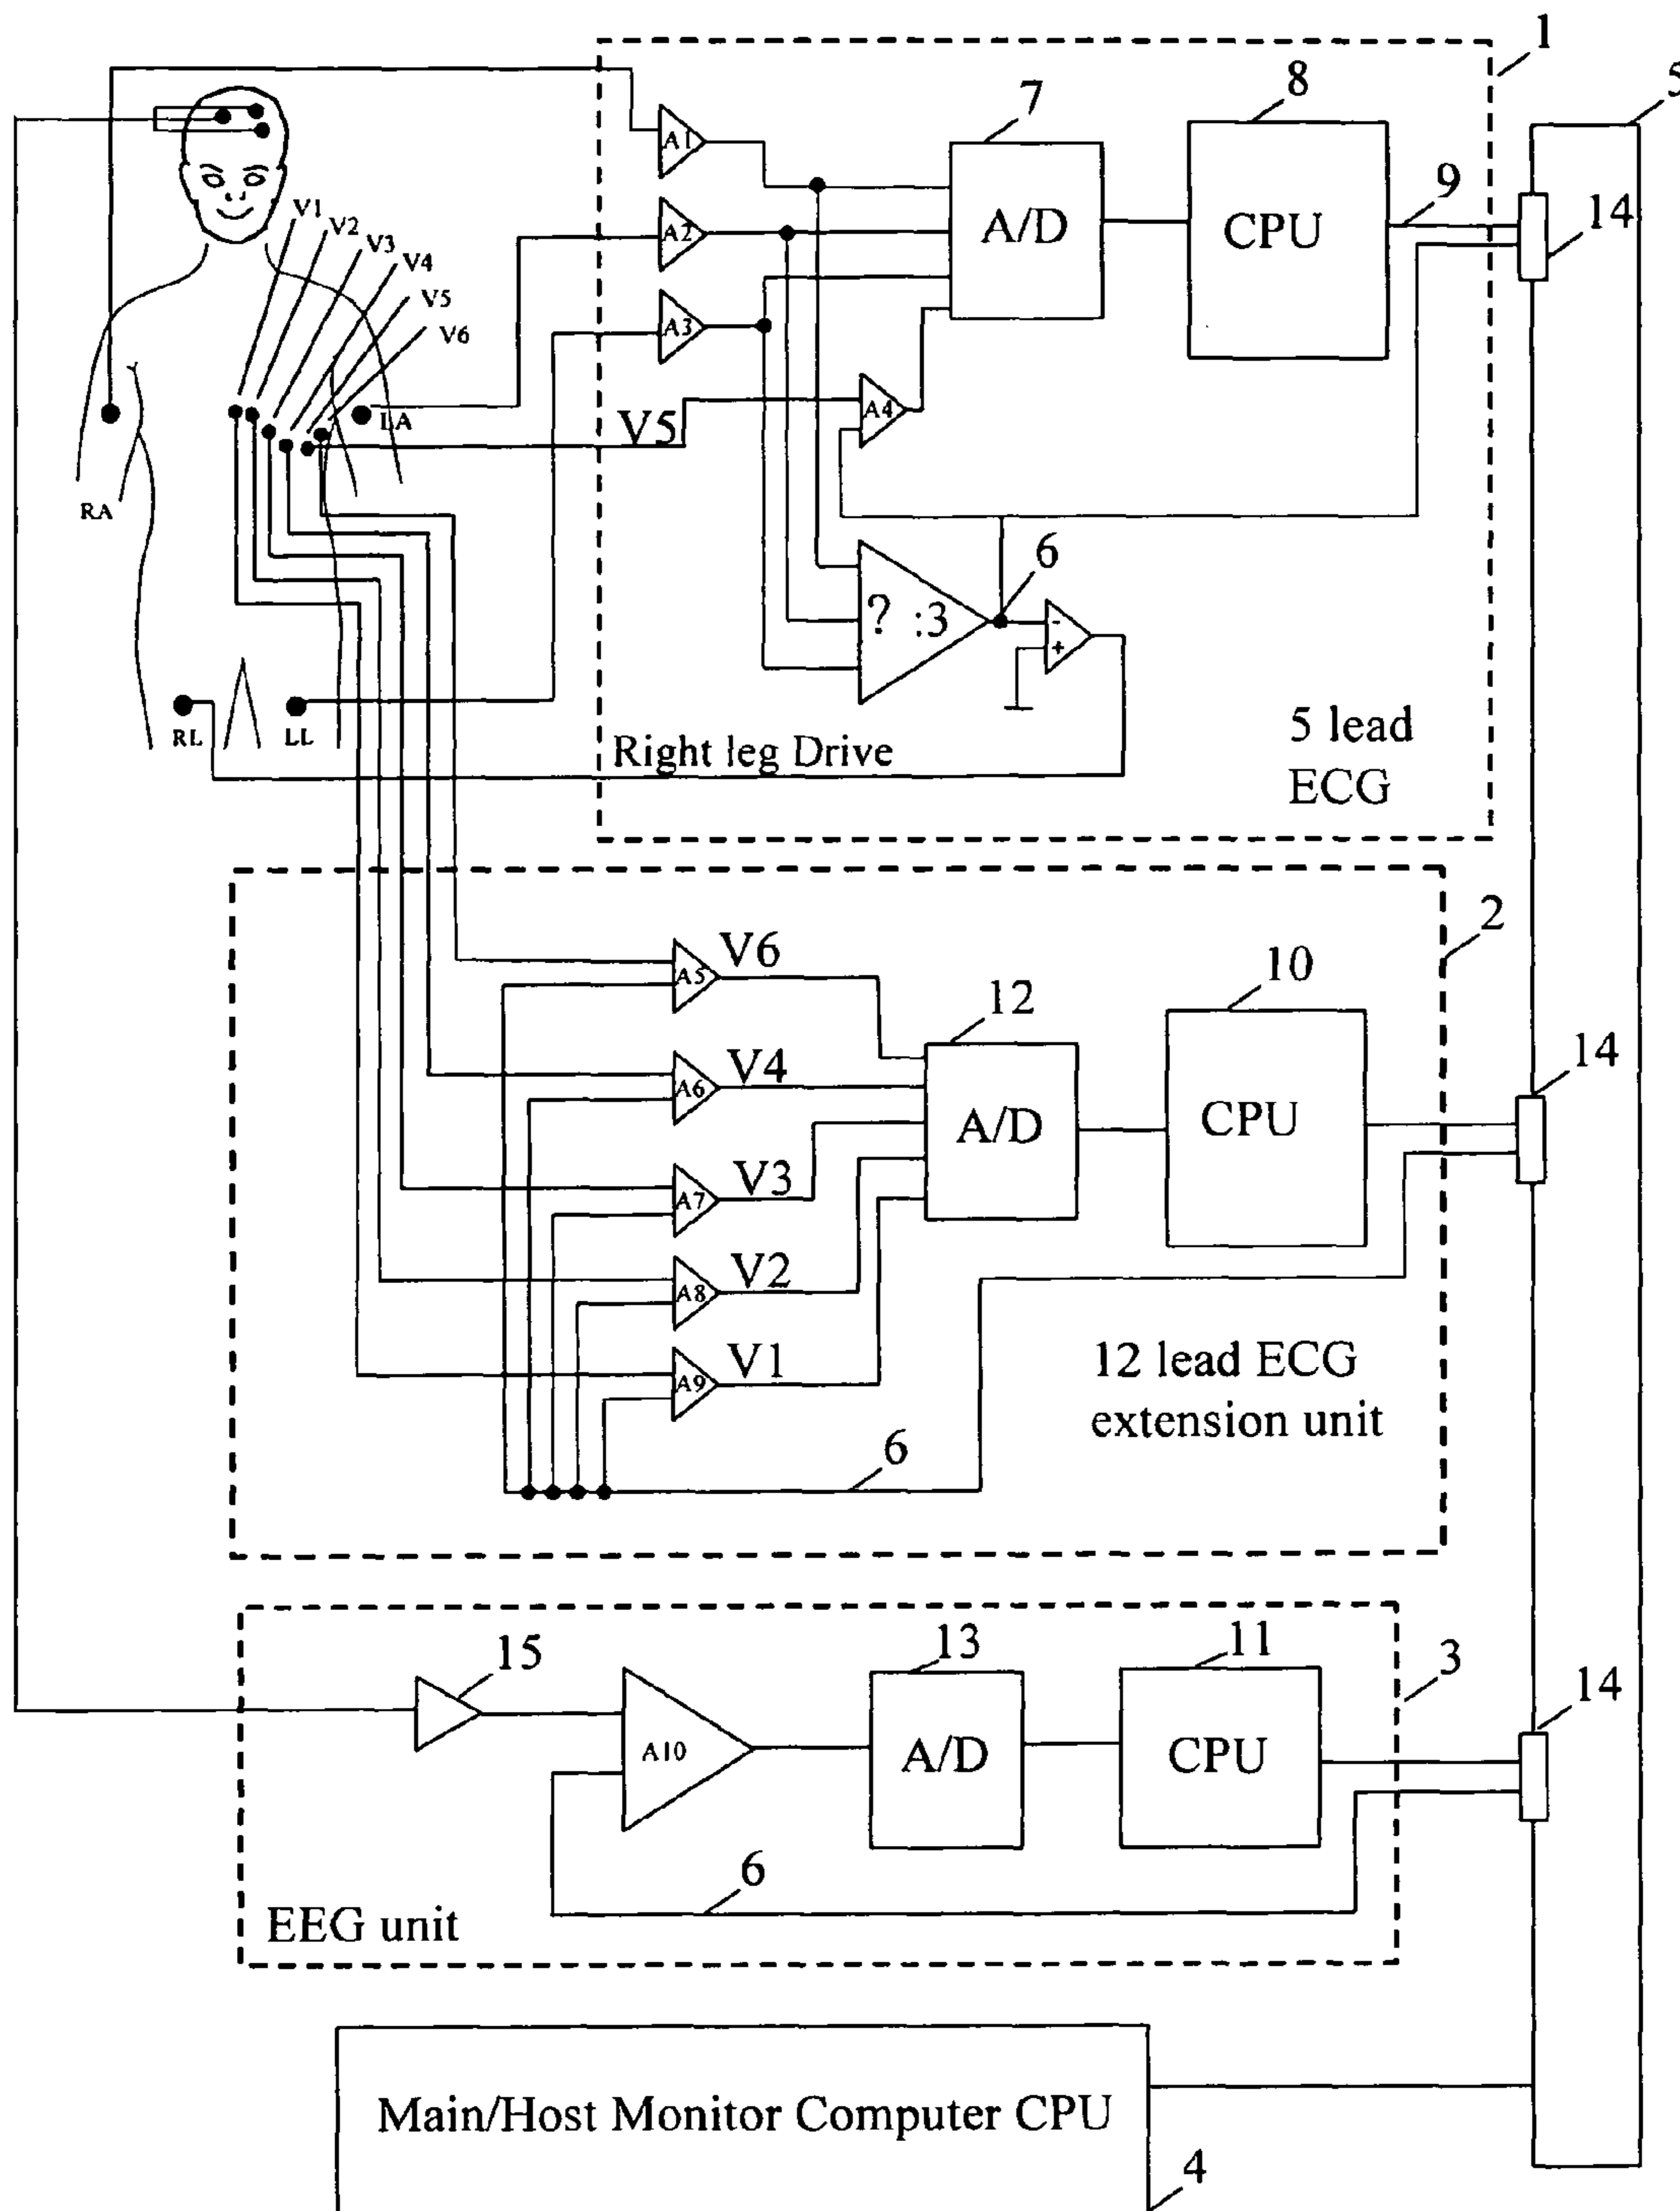 1
5
7
8
A1
V1
V2
V3
V4
V5
V6
A2
A/D
CPU
9
14
A3
LA
V5
A4
RA
6
? :3
-
+
RL
LL
Right leg Drive
5 lead
ECG
2
V6
A5
10
12
V4
A6
14
A/D
CPU
V3
A7
V2
A8
V1
A9
12 lead ECG
extension unit
6
15
13
11
3
14
A10
A/D
CPU
6
EEG unit
Main/Host Monitor Computer CPU
4